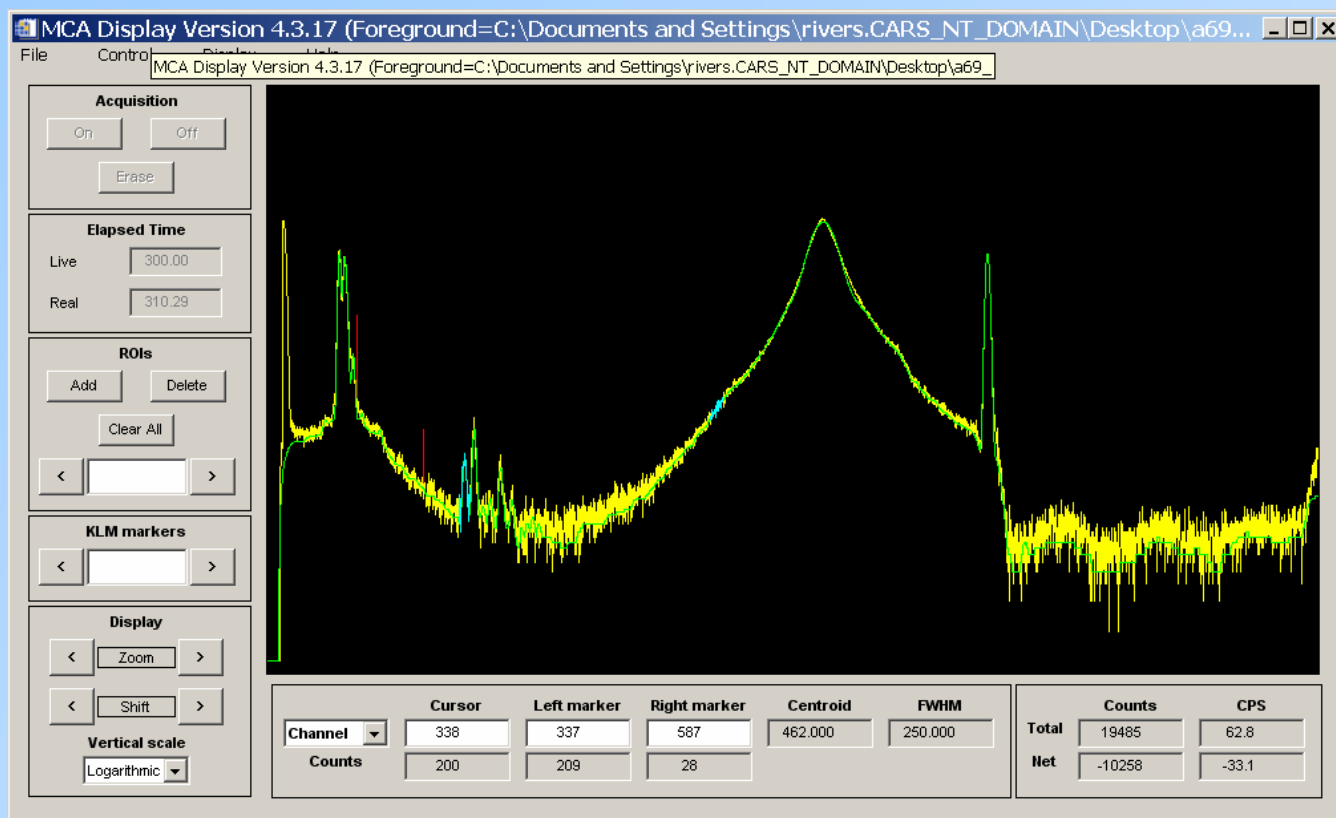 MCA Display Version 4.3.17 (Foreground=C:\Documents and Settings\rivers.CARS_NT_DOMAIN\Desktop\a69...
File Control Help
MCA Display Version 4.3.17 (Foreground=C:\Documents and Settings\rivers.CARS_NT_DOMAIN\Desktop\a69_
Acquisition
On Off
Erase
Elapsed Time
Live 300.00
Real 310.29
ROIs
Add Delete
Clear All
< >
KLM markers
< >
Display
< Zoom >
< Shift >
Vertical scale
Logarithmic
Cursor Left marker Right marker Centroid FWHM
Channel 338 337 587 462.000 250.000
Counts 200 209 28
Counts CPS
Total 19485 62.8
Net -10258 -33.1